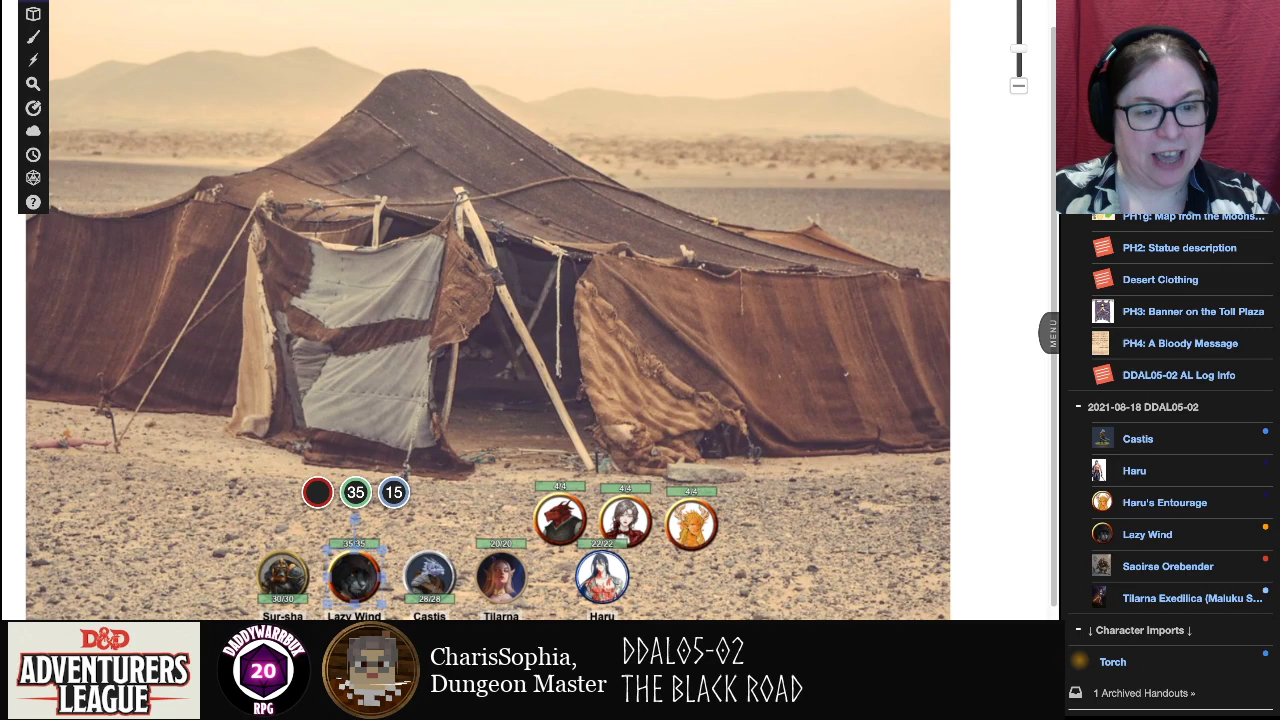 PH1g: Map from the Moons...
PH2: Statue description
Desert Clothing
PH3: Banner on the Toll Plaza
PH4: A Bloody Message
DDAL05-02 AL Log Info
MENU
2021-08-18 DDAL05-02
Castis
Haru
Haru's Entourage
Lazy Wind
Saoirse Orebender
Tilarna Exedilica (Maluku S...
↓ Character Imports ↓
Torch
1 Archived Handouts »
35
15
4/4
4/4
4/4
30/30
35/35
28/28
20/20
22/22
Sur-sha
Lazy Wind
Castis
Tilarna
Haru
D&D
ADVENTURERS
LEAGUE
DADDYWARRBUX
20
RPG
CharisSophia,
Dungeon Master
DDAL05-02
THE BLACK ROAD